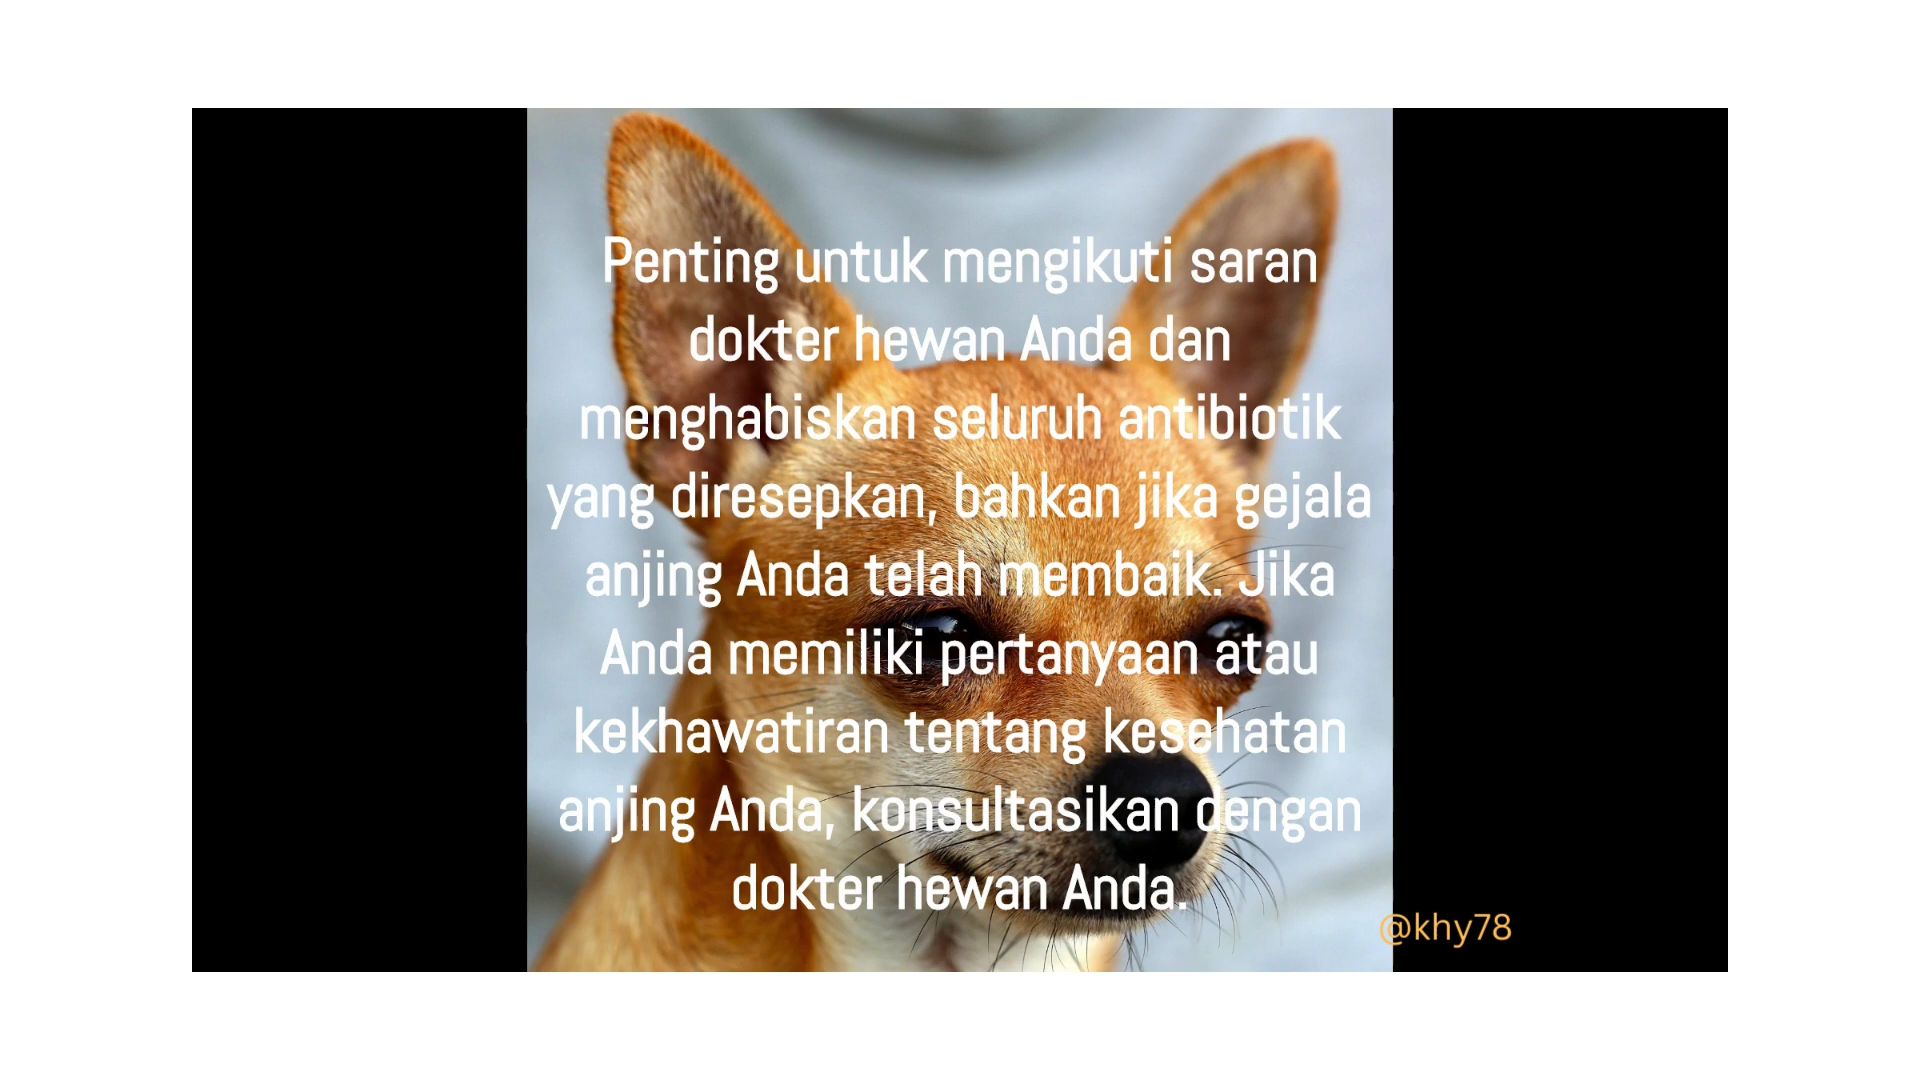 Penting untuk mengikuti saran
dokter hewan Anda dan
menghabiskan seluruh antibiotik
yang diresepkan, bahkan jika gejala
anjing Anda telah membaik. Jika
Anda memiliki pertanyaan atau
kekhawatiran tentang kesehatan
anjing Anda, konsultasikan dengan
dokter hewan Anda.
@khy78